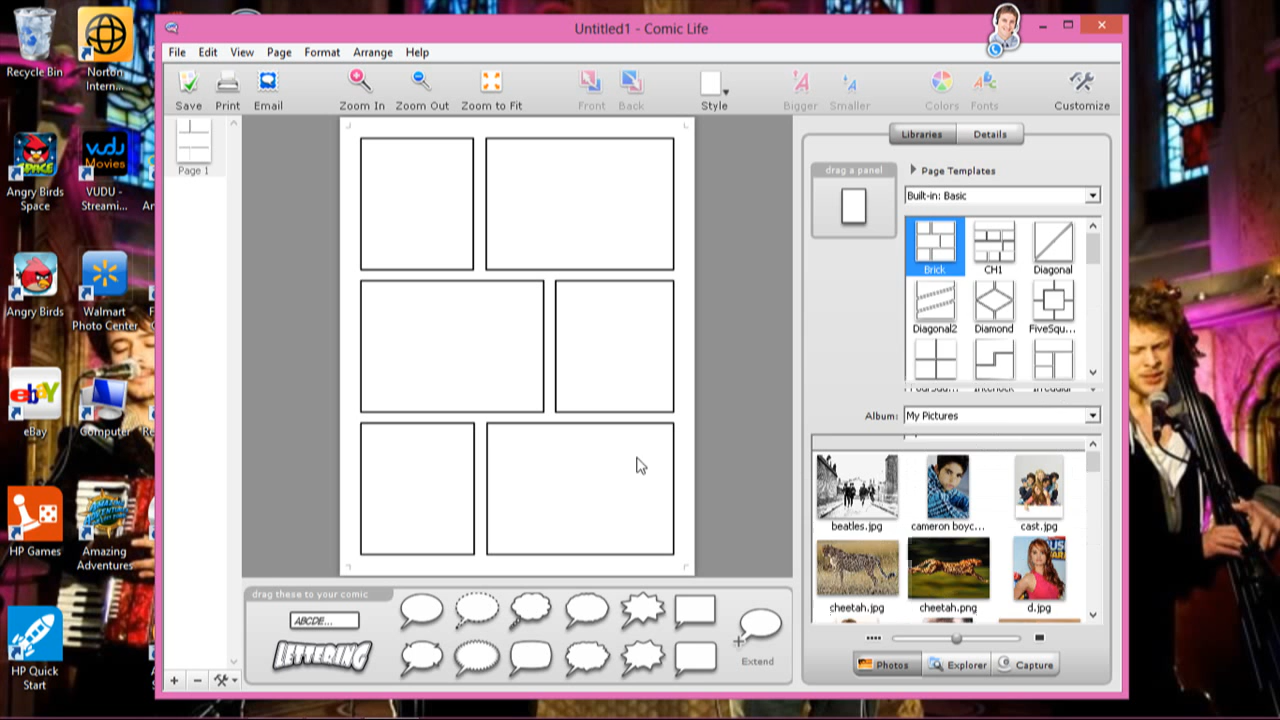 Untitled1 - Comic Life
File Edit View Page Format Arrange Help
Save Print Email Zoom In Zoom Out Zoom to Fit Front Back Style Bigger Smaller Colors Fonts Customize
Recycle Bin
Norton Intern...
Angry Birds Space
VUDU - Streami...
Angry Birds
Walmart Photo Center
ebY
eBay
Computer
HP Games
Amazing Adventures
HP Quick Start
vudu
Movies
SPACE
AMAZING
ADVENTURES
Page 1
Libraries Details
drag a panel
Page Templates
Built-in: Basic
Brick CH1 Diagonal
Diagonal2 Diamond FiveSqu...
Album: My Pictures
beatles.jpg cameron boyc... cast.jpg
cheetah.jpg cheetah.png d.jpg
Photos Explorer Capture
drag these to your comic
ABCDE...
LETTERING
Extend